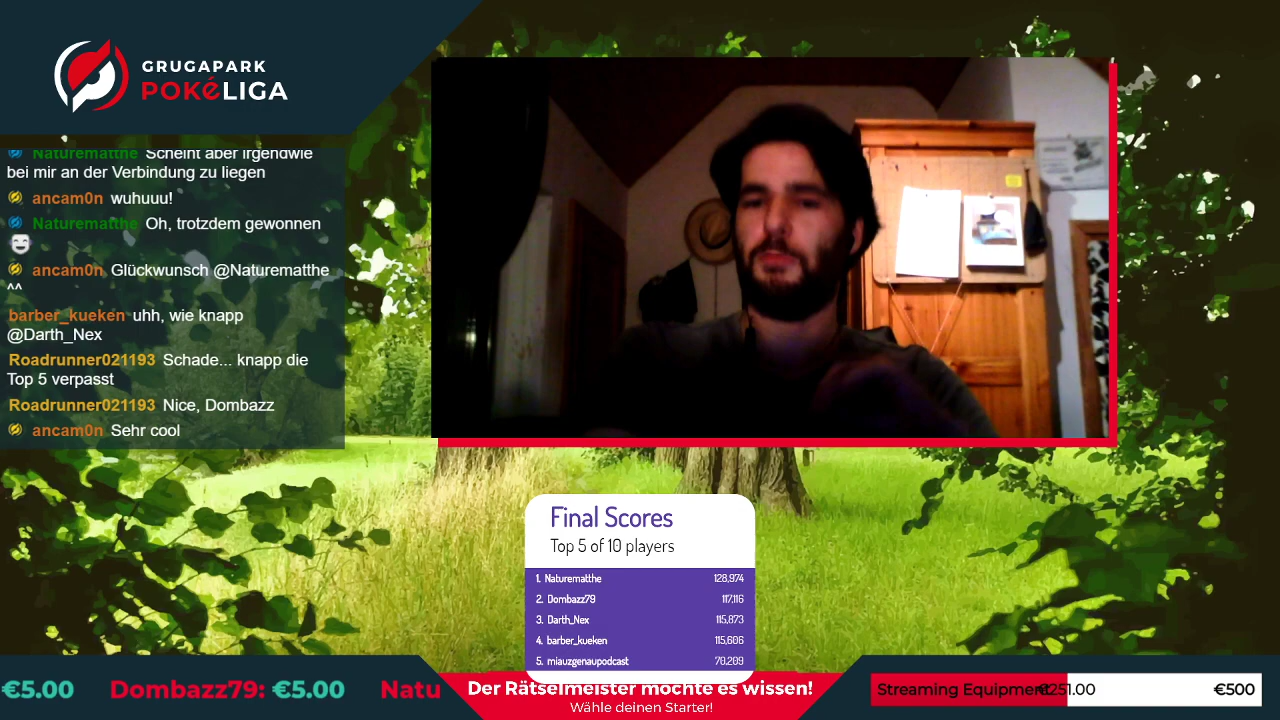 GRUGAPARK
POKéLIGA
Naturematthe Scheint aber irgendwie
bei mir an der Verbindung zu liegen
ancam0n wuhuuu!
Naturematthe Oh, trotzdem gewonnen
ancam0n Glückwunsch @Naturematthe
^^
barber_kueken uhh, wie knapp
@Darth_Nex
Roadrunner021193 Schade... knapp die
Top 5 verpasst
Roadrunner021193 Nice, Dombazz
ancam0n Sehr cool
Final Scores
Top 5 of 10 players
1. Naturematthe 128,974
2. Dombazz79 117,116
3. Darth_Nex 115,873
4. barber_kueken 115,606
5. miauzgenaupodcast 70,209
€5.00 Dombazz79: €5.00 Natu
Der Rätselmeister möchte es wissen!
Wähle deinen Starter!
Streaming Equipment €251.00 €500